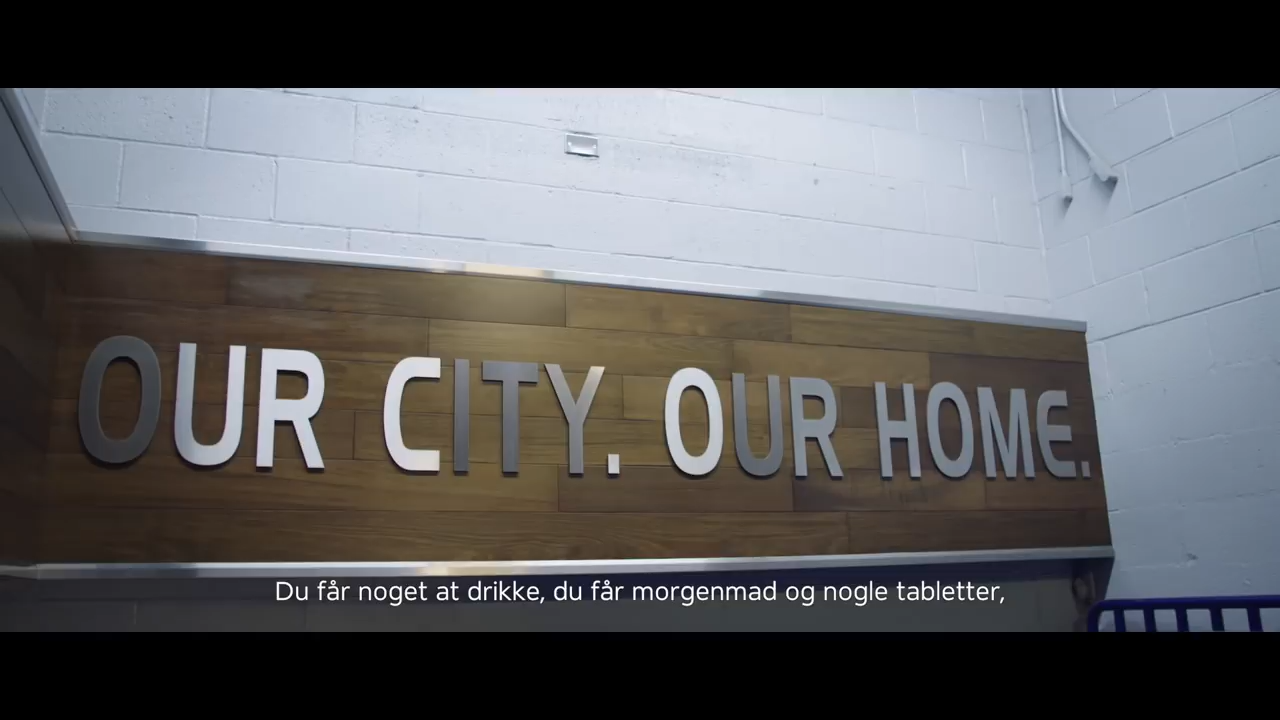 OUR CITY. OUR HOME.
Du får noget at drikke, du får morgenmad og nogle tabletter,